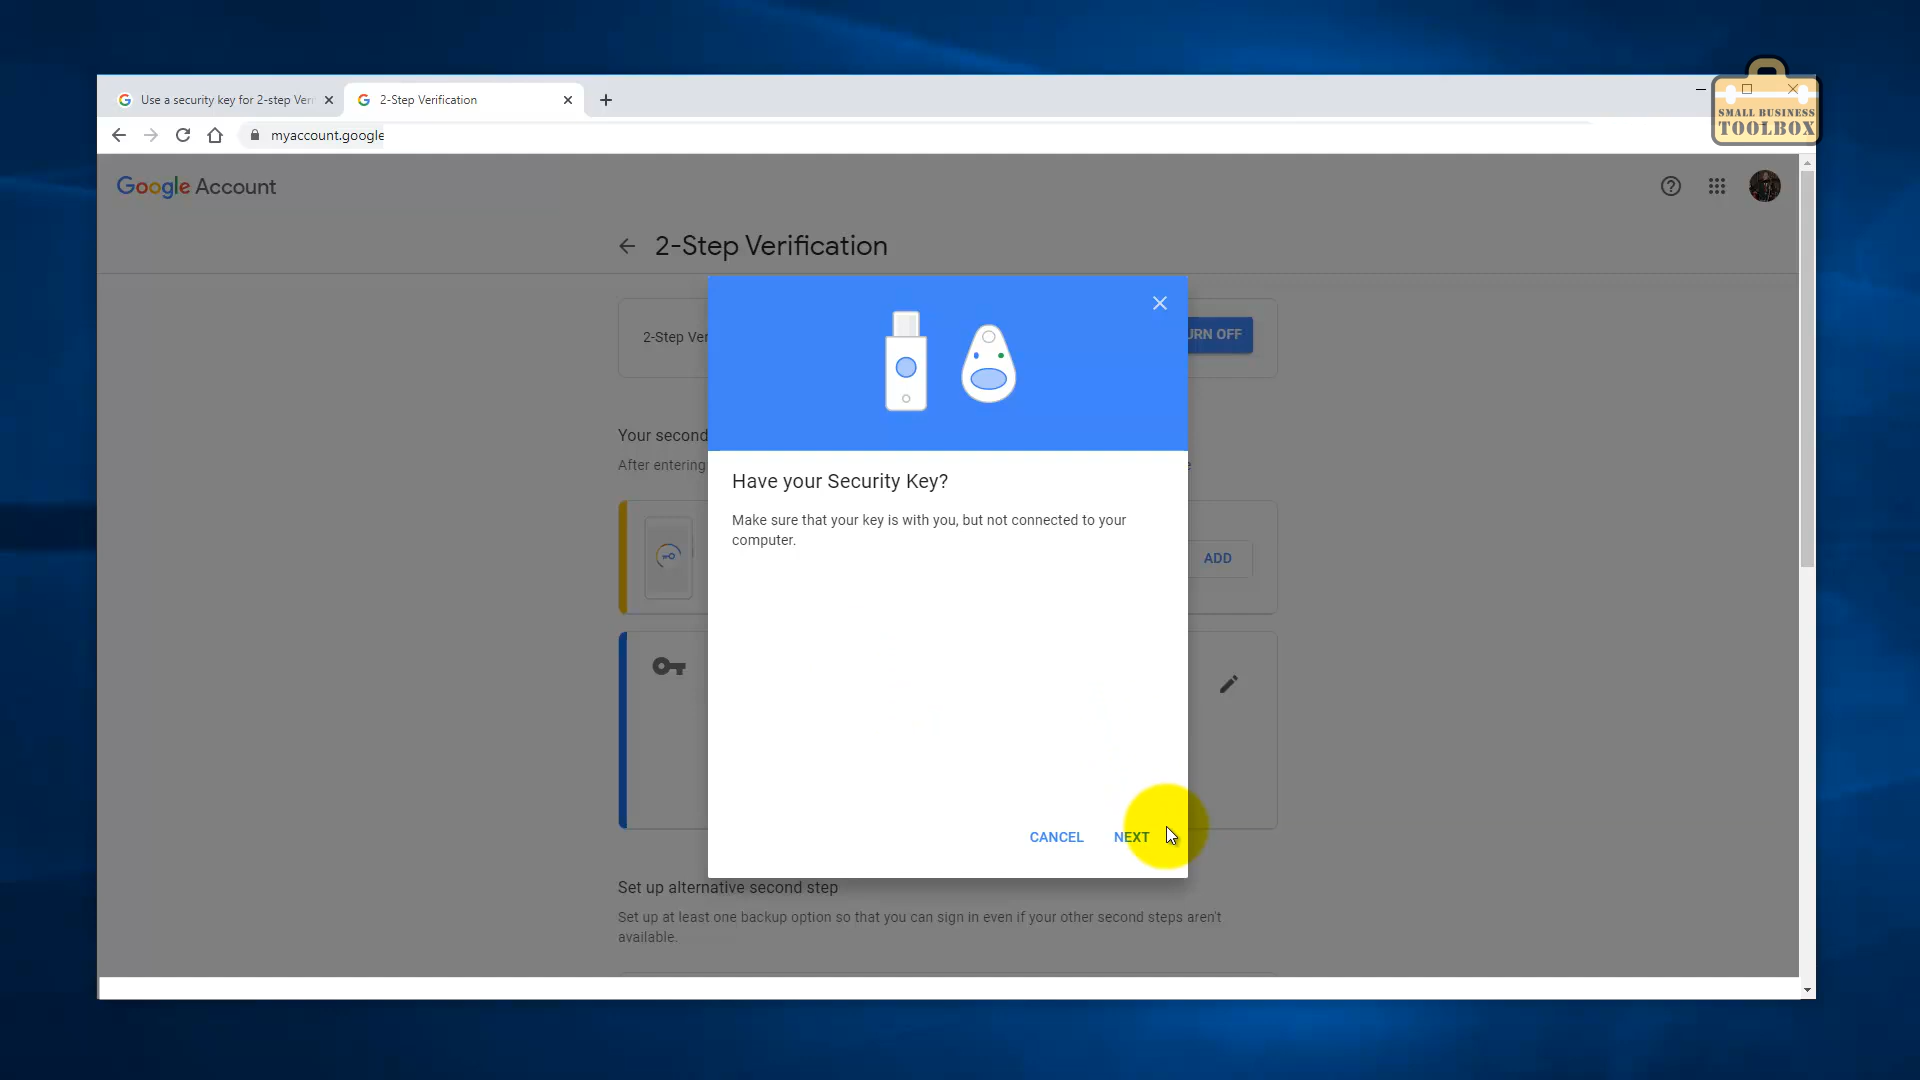 Use a security key for 2-step Ver
2-Step Verification
SMALL BUSINESS
TOOLBOX
myaccount.google
Google Account
2-Step Verification
2-Step Ver
URN OFF
Your second
After entering
Have your Security Key?
Make sure that your key is with you, but not connected to your
computer.
ADD
CANCEL NEXT
Set up alternative second step
Set up at least one backup option so that you can sign in even if your other second steps aren't
available.